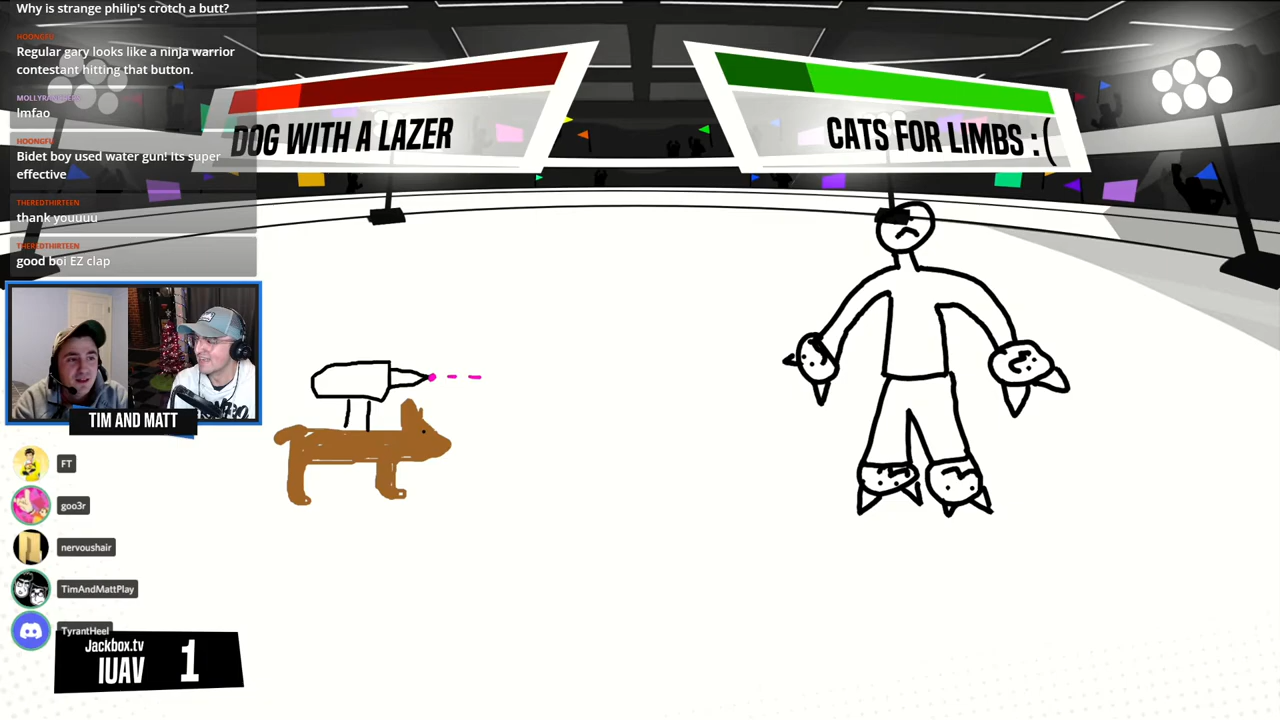 Why is strange philip's crotch a butt?
HOONGFU
Regular gary looks like a ninja warrior
contestant hitting that button.
lmfao
HOONGFU
Bidet boy used water gun! its super
effective
THEREDTHIRTEEN
thank youuuu
THEREDTHIRTEEN
good boi EZ clap
DOG WITH A LAZER
CATS FOR LIMBS :(
TIM AND MATT
FT
goo3r
nervoushair
TimAndMattPlay
TyrantHeel
Jackbox.tv
IUAV
1